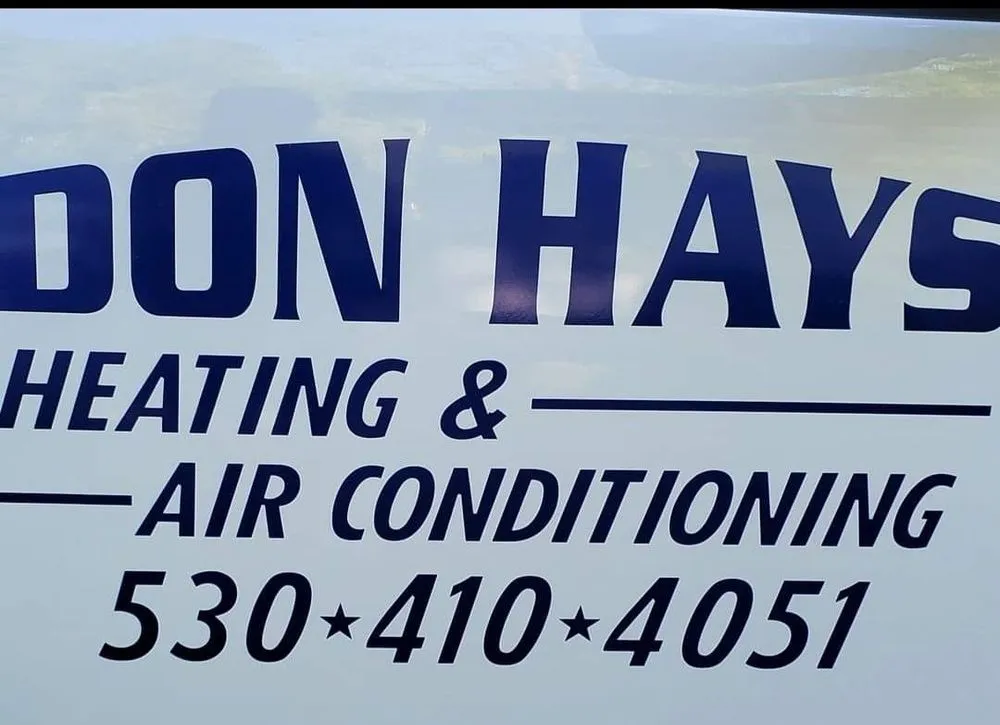 DON HAYS
HEATING &
AIR CONDITIONING
530★410★4051